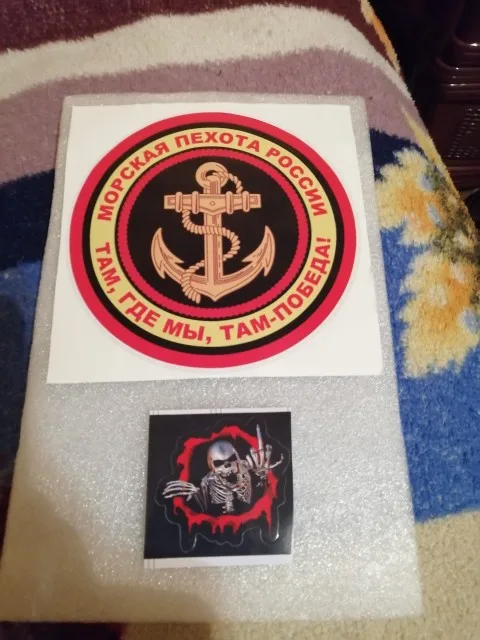 МОРСКАЯ ПЕХОТА РОССИИ
ТАМ, ГДЕ МЫ, ТАМ-ПОБЕДА!